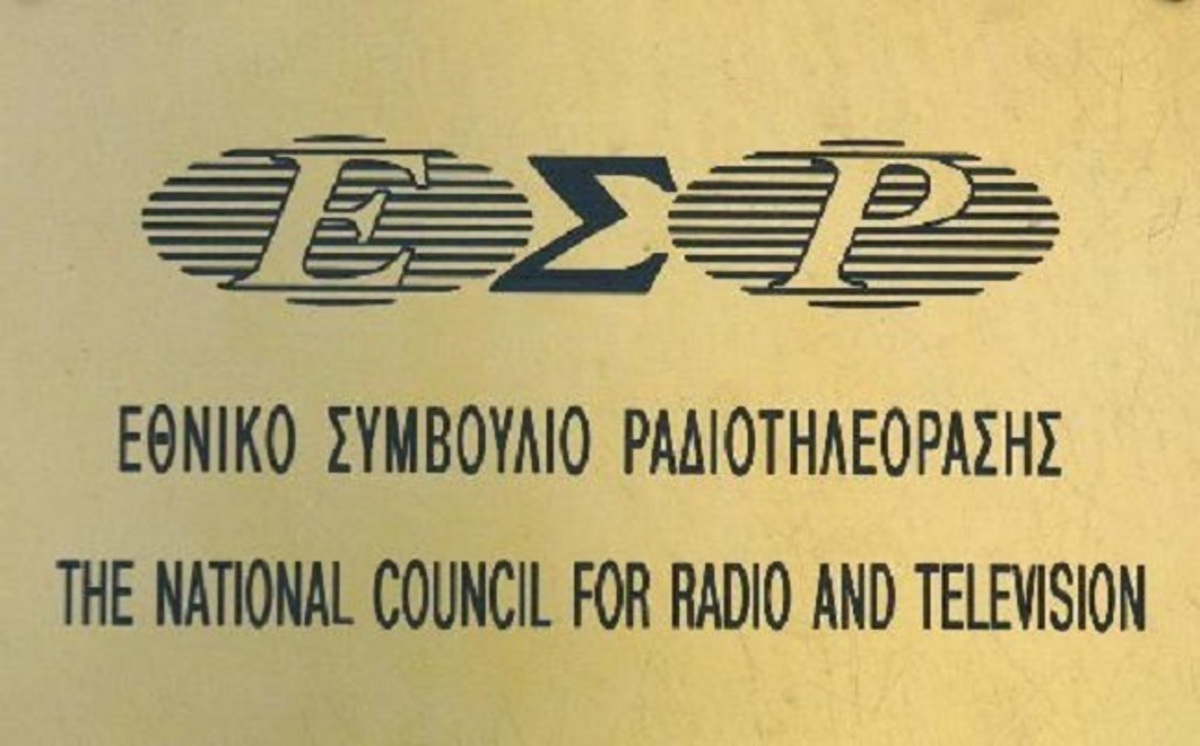 ΕΣΡ
ΕΘΝΙΚΟ ΣΥΜΒΟΥΛΙΟ ΡΑΔΙΟΤΗΛΕΟΡΑΣΗΣ
THE NATIONAL COUNCIL FOR RADIO AND TELEVISION